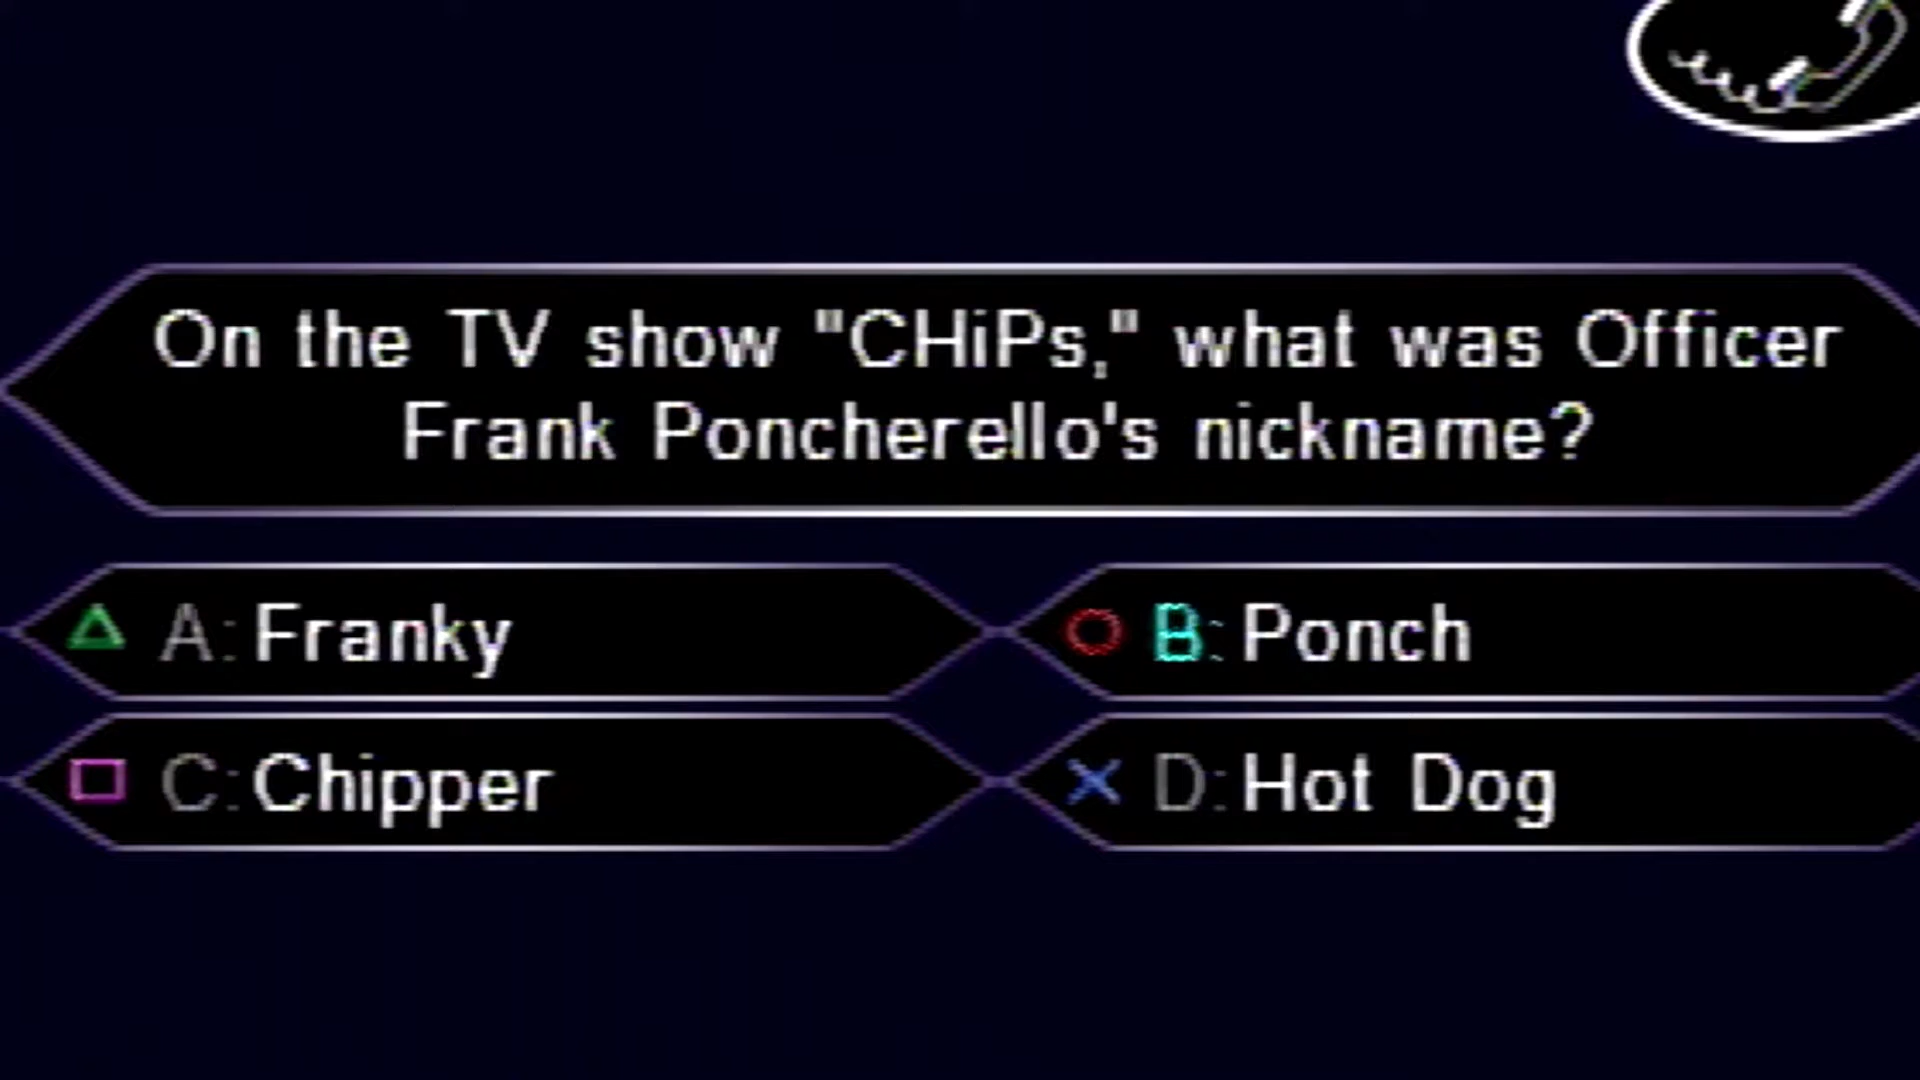 On the TV show "CHiPs," what was Officer
Frank Poncherello's nickname?
A: Franky
B: Ponch
C: Chipper
D: Hot Dog